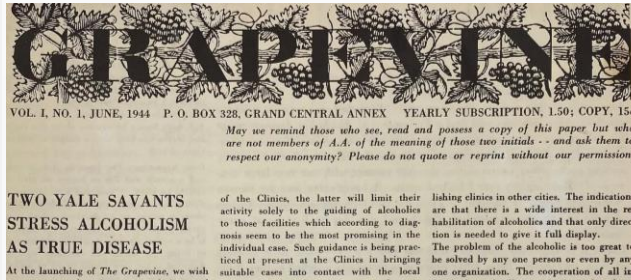 GRAPEVINE
VOL. I, NO. 1, JUNE, 1944 P. O. BOX 328, GRAND CENTRAL ANNEX YEARLY SUBSCRIPTION, 1.50; COPY, 15
May we remind those who see, read and possess a copy of this paper but who
are not members of A.A. of the meaning of those two initials - - and ask them to
respect our anonymity? Please do not quote or reprint without our permission
TWO YALE SAVANTS
STRESS ALCOHOLISM
AS TRUE DISEASE
At the launching of The Grapevine, we wish
of the Clinics, the latter will limit their
activity solely to the guiding of alcoholics
to those facilities which according to diag-
nosis seem to be the most promising in the
individual case. Such guidance is being prac-
ticed at present at the Clinics in bringing
suitable cases into contact with the local
lishing clinics in other cities. The indication
are that there is a wide interest in the re
habilitation of alcoholics and that only direc
tion is needed to give it full display.
The problem of the alcoholic is too great to
be solved by any one person or even by any
one organization. The cooperation of all